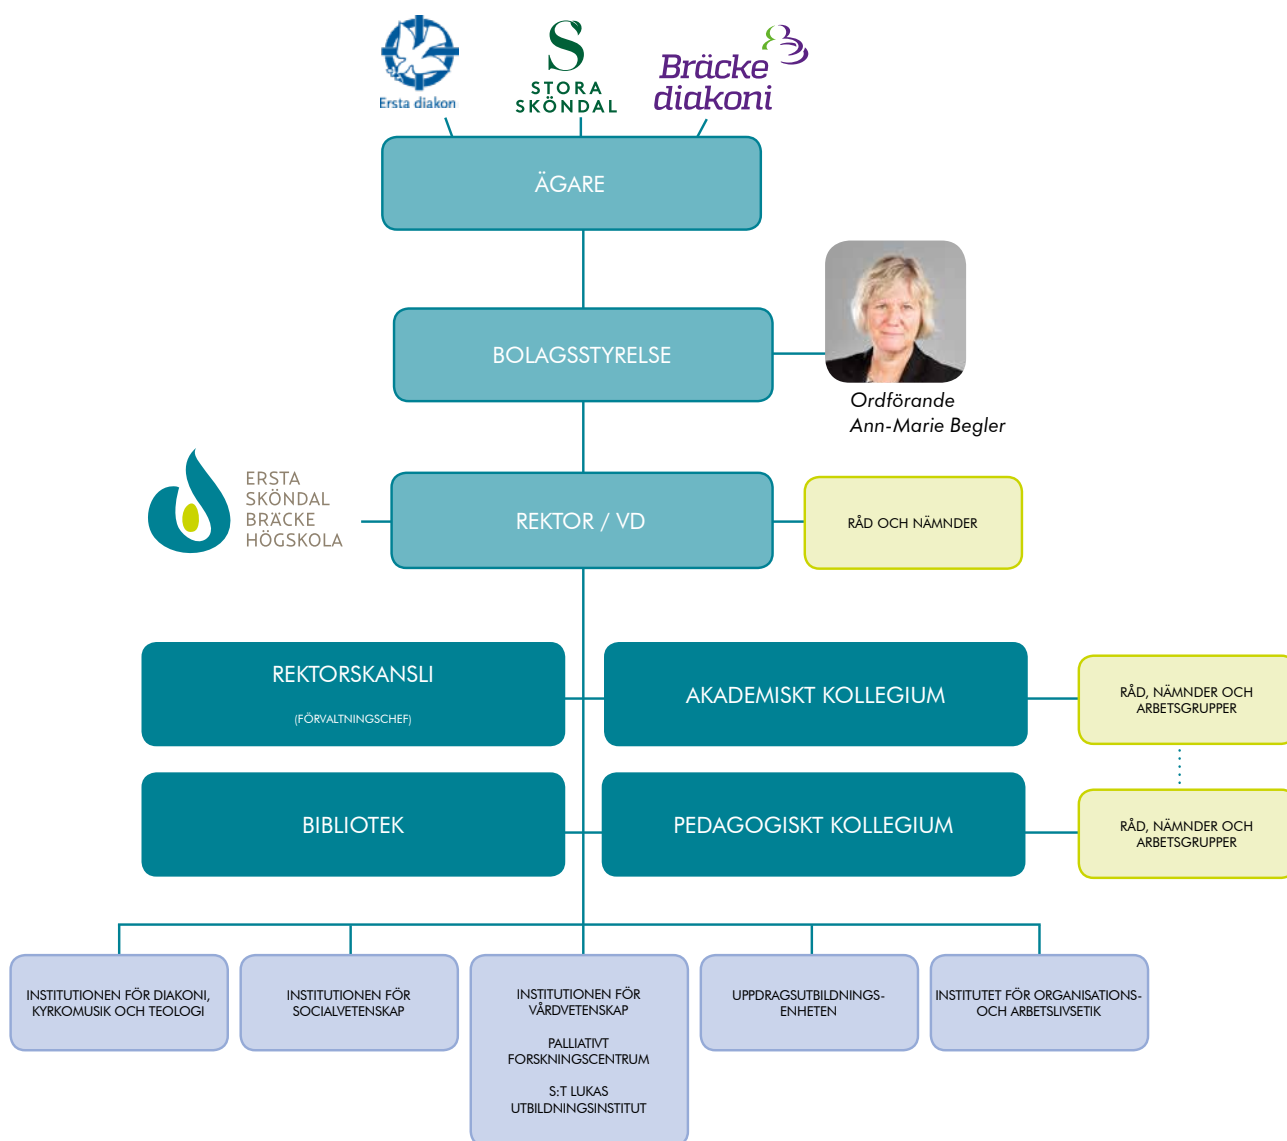 Ersta diakon
STORA
SKÖNDAL
Bräcke
diakoni
ÄGARE
BOLAGSSTYRELSE
Ordförande
Ann-Marie Begler
ERSTA
SKÖNDAL
BRÄCKE
HÖGSKOLA
REKTOR / VD
RÅD OCH NÄMNDER
REKTORSKANSLI
(FÖRVALTNINGSCHEF)
AKADEMISKT KOLLEGIUM
RÅD, NÄMNDER OCH
ARBETSGRUPPER
BIBLIOTEK
PEDAGOGISKT KOLLEGIUM
RÅD, NÄMNDER OCH
ARBETSGRUPPER
INSTITUTIONEN FÖR DIAKONI,
KYRKOMUSIK OCH TEOLOGI
INSTITUTIONEN FÖR
SOCIALVETENSKAP
INSTITUTIONEN FÖR
VÅRDVETENSKAP
PALLIATIVT
FORSKNINGSCENTRUM
S:T LUKAS
UTBILDNINGSINSTITUT
UPPDRAGSUTBILDNINGS-
ENHETEN
INSTITUTET FÖR ORGANISATIONS-
OCH ARBETSLIVSETIK